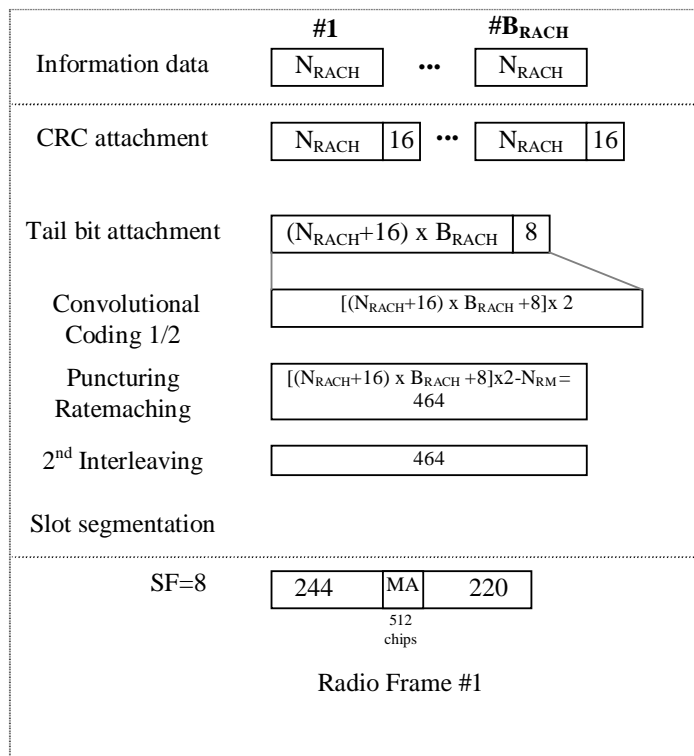 #1 #B_RACH
Information data N_RACH ••• N_RACH
CRC attachment N_RACH 16 ••• N_RACH 16
Tail bit attachment (N_RACH+16) x B_RACH 8
Convolutional
Coding 1/2
[(N_RACH+16) x B_RACH +8]x 2
Puncturing
Ratemaching
[(N_RACH+16) x B_RACH +8]x2-N_RM =
464
2nd Interleaving 464
Slot segmentation
SF=8 244 MA 220
512
chips
Radio Frame #1